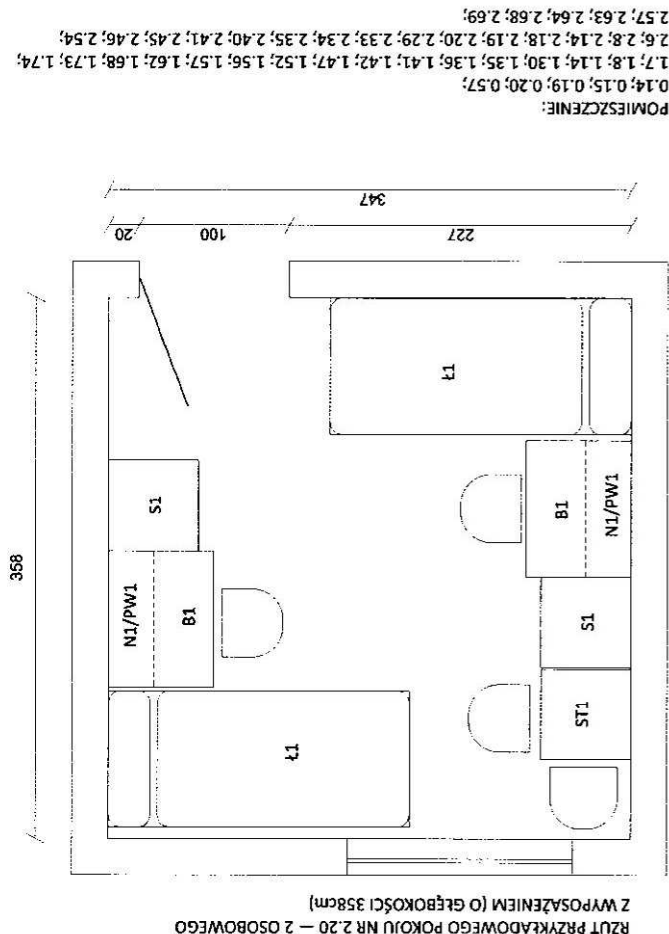 RZUT PRZYKŁADOWEGO POKOJU NR 2.20 — 2 OSOBOWEGO
Z WYPOSAŻENIEM (O GŁĘBOKOŚCI 358cm)
Ł1
ST1
S1
B1
N1/PW1
Ł1
N1/PW1
B1
S1
358
227
100
20
347
POMIESZCZENIE:
0.14; 0.15; 0.19; 0.20; 0.57;
1.7; 1.8; 1.14; 1.30; 1.35; 1.36; 1.41; 1.42; 1.47; 1.52; 1.56; 1.57; 1.62; 1.68; 1.73; 1.74;
2.6; 2.8; 2.14; 2.18; 2.19; 2.20; 2.29; 2.33; 2.34; 2.35; 2.40; 2.41; 2.45; 2.46; 2.54;
2.57; 2.63; 2.64; 2.68; 2.69;